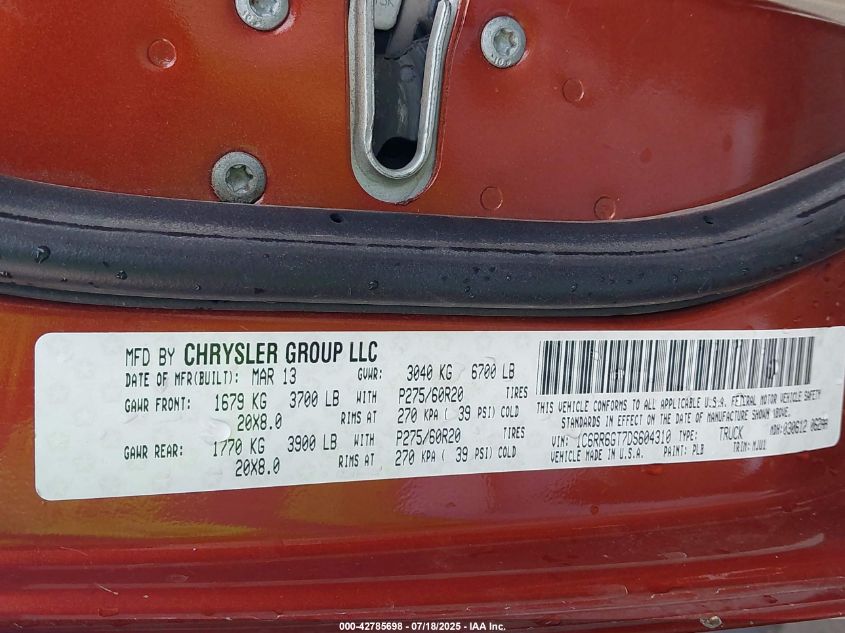 MFD BY CHRYSLER GROUP LLC
DATE OF MFR(BUILT): MAR 13 GVWR: 3040 KG / 6700 LB
GAWR FRONT: 1679 KG 3700 LB WITH P275/60R20 TIRES
20X8.0 RIMS AT 270 KPA ( 39 PSI) COLD
GAWR REAR: 1770 KG 3900 LB WITH P275/60R20 TIRES
20X8.0 RIMS AT 270 KPA ( 39 PSI) COLD
THIS VEHICLE CONFORMS TO ALL APPLICABLE U.S.A. FEDERAL MOTOR VEHICLE SAFETY
STANDARDS IN EFFECT ON THE DATE OF MANUFACTURE SHOWN ABOVE.
VIN: 1C6RR6GT7DS604310 TYPE: TRUCK MDH: 030612 062AA
VEHICLE MADE IN U.S.A. PAINT: PLB TRIM: MJU1
000-42785698 - 07/18/2025 - IAA Inc.